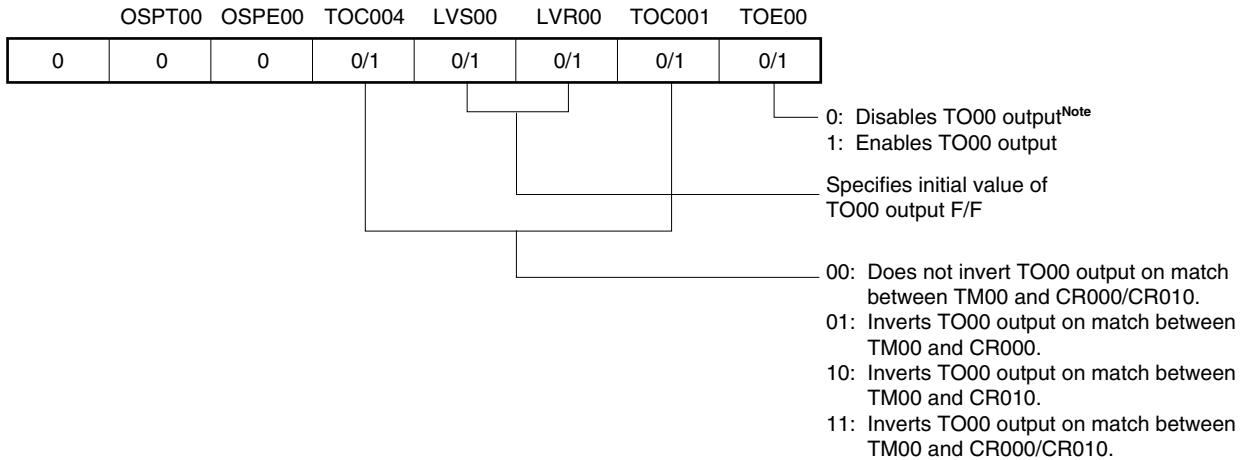 OSPT00 OSPE00 TOC004 LVS00 LVR00 TOC001 TOE00
0 0 0 0/1 0/1 0/1 0/1 0/1
0: Disables TO00 outputNote
1: Enables TO00 output
Specifies initial value of
TO00 output F/F
00: Does not invert TO00 output on match
between TM00 and CR000/CR010.
01: Inverts TO00 output on match between
TM00 and CR000.
10: Inverts TO00 output on match between
TM00 and CR010.
11: Inverts TO00 output on match between
TM00 and CR000/CR010.